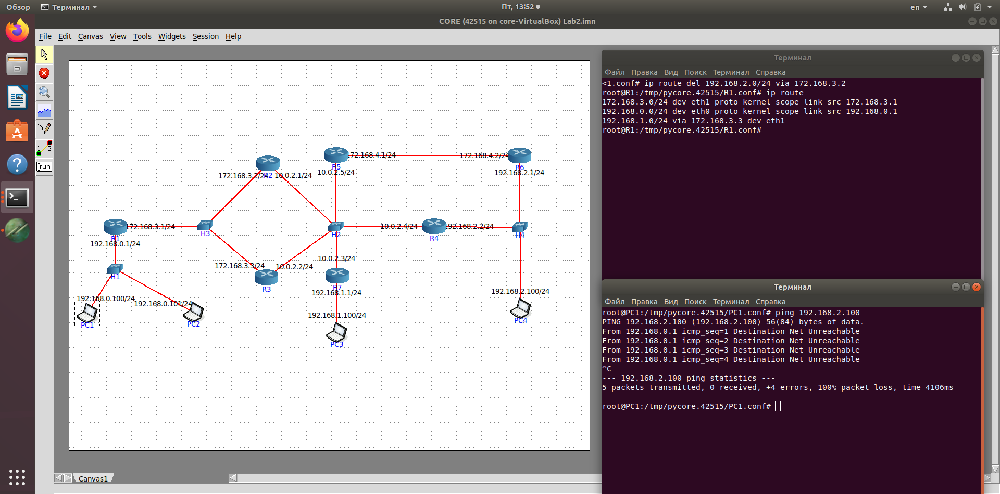 Обзор Терминал Пт, 13:52 en
CORE (42515 on core-VirtualBox) Lab2.imn
File Edit Canvas View Tools Widgets Session Help
1 2
run
172.168.4.1/24 172.168.4.2/24
R5 R6
172.168.3.2/24 R2 10.0.2.1/24 10.0.2.5/24 192.168.2.1/24
172.168.3.1/24 10.0.2.4/24 192.168.2.2/24
R1 H3 H2 R4 H4
192.168.0.1/24
10.0.2.3/24
172.168.3.3/24 10.0.2.2/24
H1 R3 R7
192.168.1.1/24 192.168.2.100/24
192.168.0.100/24 192.168.0.101/24
192.168.1.100/24
PC1 PC2 PC4
PC3
Canvas1
Терминал
Файл Правка Вид Поиск Терминал Справка
<1.conf# ip route del 192.168.2.0/24 via 172.168.3.2
root@R1:/tmp/pycore.42515/R1.conf# ip route
172.168.3.0/24 dev eth1 proto kernel scope link src 172.168.3.1
192.168.0.0/24 dev eth0 proto kernel scope link src 192.168.0.1
192.168.1.0/24 via 172.168.3.3 dev eth1
root@R1:/tmp/pycore.42515/R1.conf#
Терминал
Файл Правка Вид Поиск Терминал Справка
root@PC1:/tmp/pycore.42515/PC1.conf# ping 192.168.2.100
PING 192.168.2.100 (192.168.2.100) 56(84) bytes of data.
From 192.168.0.1 icmp_seq=1 Destination Net Unreachable
From 192.168.0.1 icmp_seq=2 Destination Net Unreachable
From 192.168.0.1 icmp_seq=3 Destination Net Unreachable
From 192.168.0.1 icmp_seq=4 Destination Net Unreachable
^C
--- 192.168.2.100 ping statistics ---
5 packets transmitted, 0 received, +4 errors, 100% packet loss, time 4106ms
root@PC1:/tmp/pycore.42515/PC1.conf#